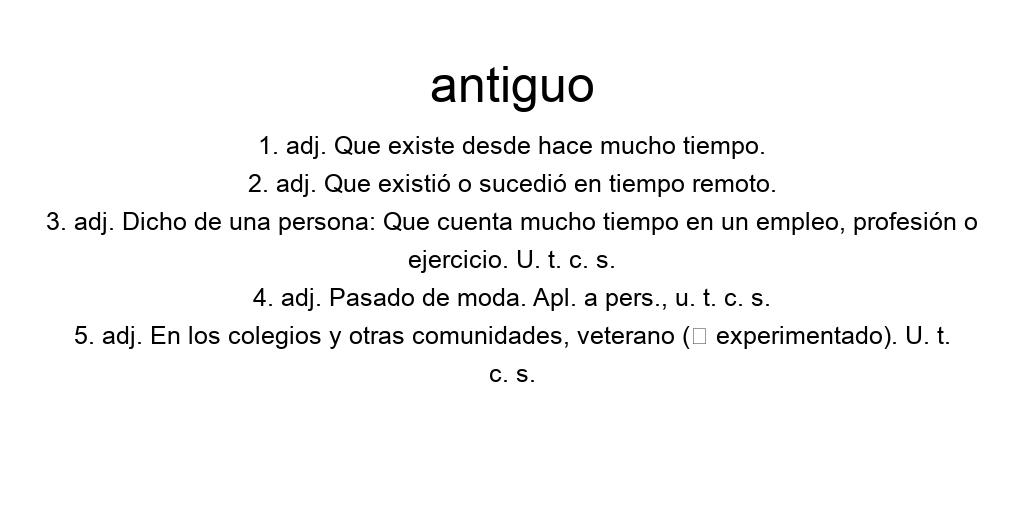 antiguo
1. adj. Que existe desde hace mucho tiempo.
2. adj. Que existió o sucedió en tiempo remoto.
3. adj. Dicho de una persona: Que cuenta mucho tiempo en un empleo, profesión o
ejercicio. U. t. c. s.
4. adj. Pasado de moda. Apl. a pers., u. t. c. s.
5. adj. En los colegios y otras comunidades, veterano (□ experimentado). U. t.
c. s.